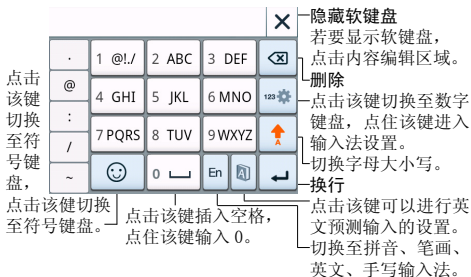 隐藏软键盘
若要显示软键盘，
点击内容编辑区域。
删除
点击该键切换至数字
键盘，点住该键进入
输入法设置。
切换字母大小写。
换行
点击该键可以进行英
文预测输入的设置。
切换至拼音、笔画、
英文、手写输入法。
点击
该键
切换
至符
号键
盘，
点击该健切换
至符号键盘。
点击该键插入空格，
点住该键输入 0。
. 1 @!./ 2 ABC 3 DEF
@ 4 GHI 5 JKL 6 MNO 123
:
/ 7 PQRS 8 TUV 9 WXYZ A
~ 0 En A